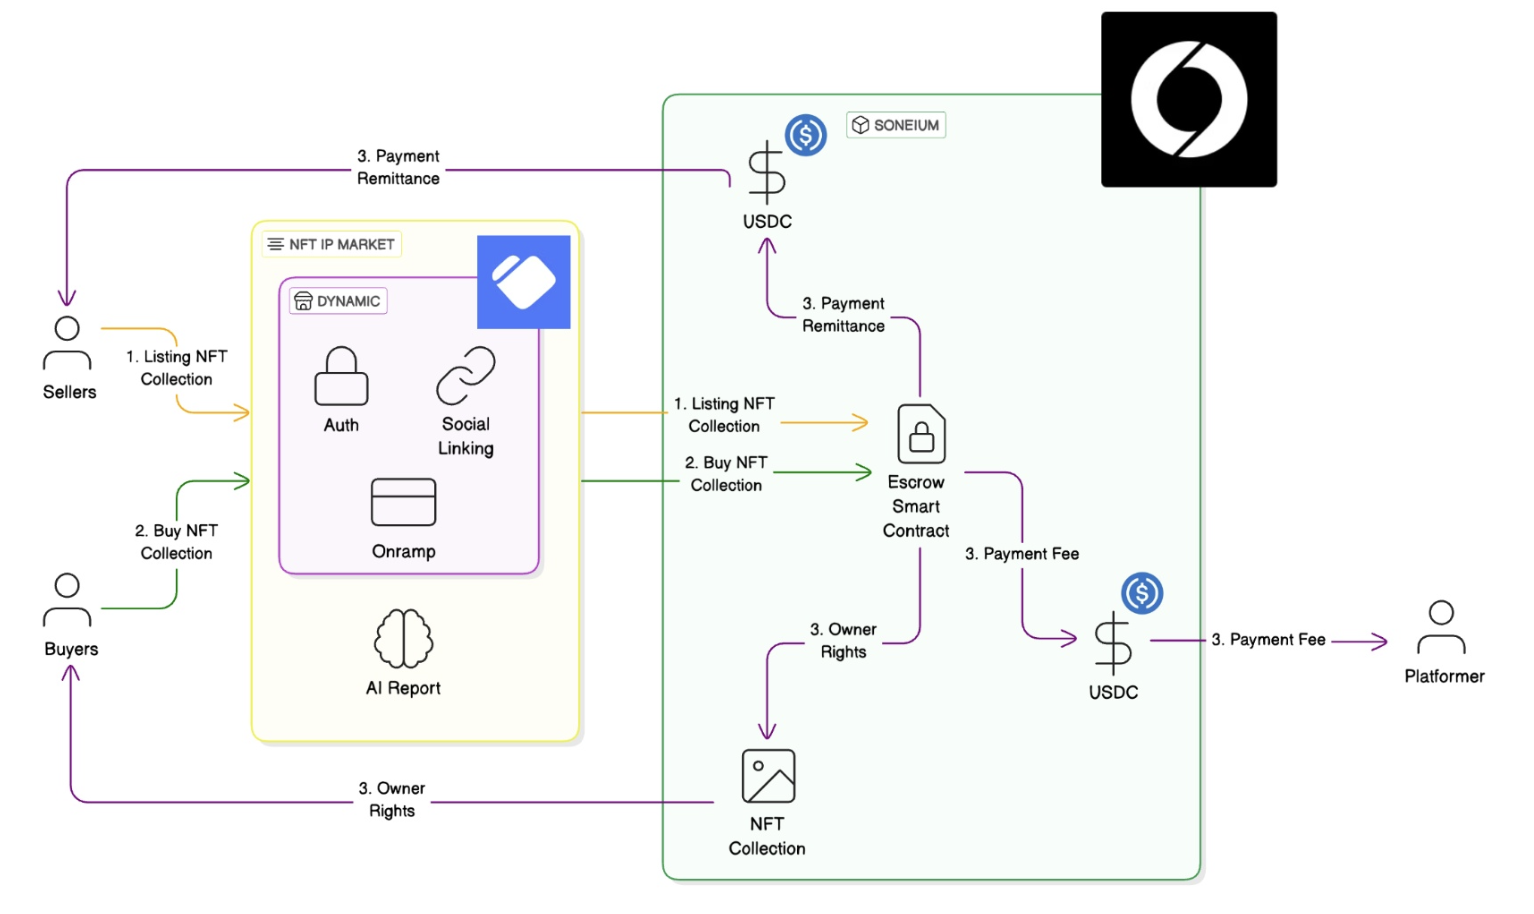 SONEIUM
3. Payment
Remittance
USDC
NFT IP MARKET
DYNAMIC
3. Payment
Remittance
Sellers
1. Listing NFT
Collection
Auth
Social
Linking
1. Listing NFT
Collection
2. Buy NFT
Collection
Escrow
Smart
Contract
2. Buy NFT
Collection
Onramp
3. Payment Fee
Buyers
AI Report
3. Owner
Rights
USDC
3. Payment Fee
Platformer
3. Owner
Rights
NFT
Collection